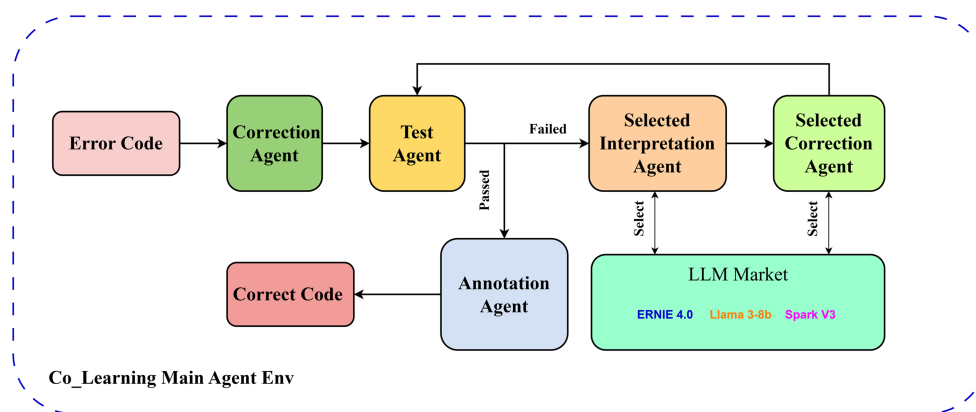 Error Code
Correction
Agent
Test
Agent
Failed
Passed
Selected
Interpretation
Agent
Selected
Correction
Agent
Select
Select
Correct Code
Annotation
Agent
LLM Market
ERNIE 4.0 Llama 3-8b Spark V3
Co_Learning Main Agent Env